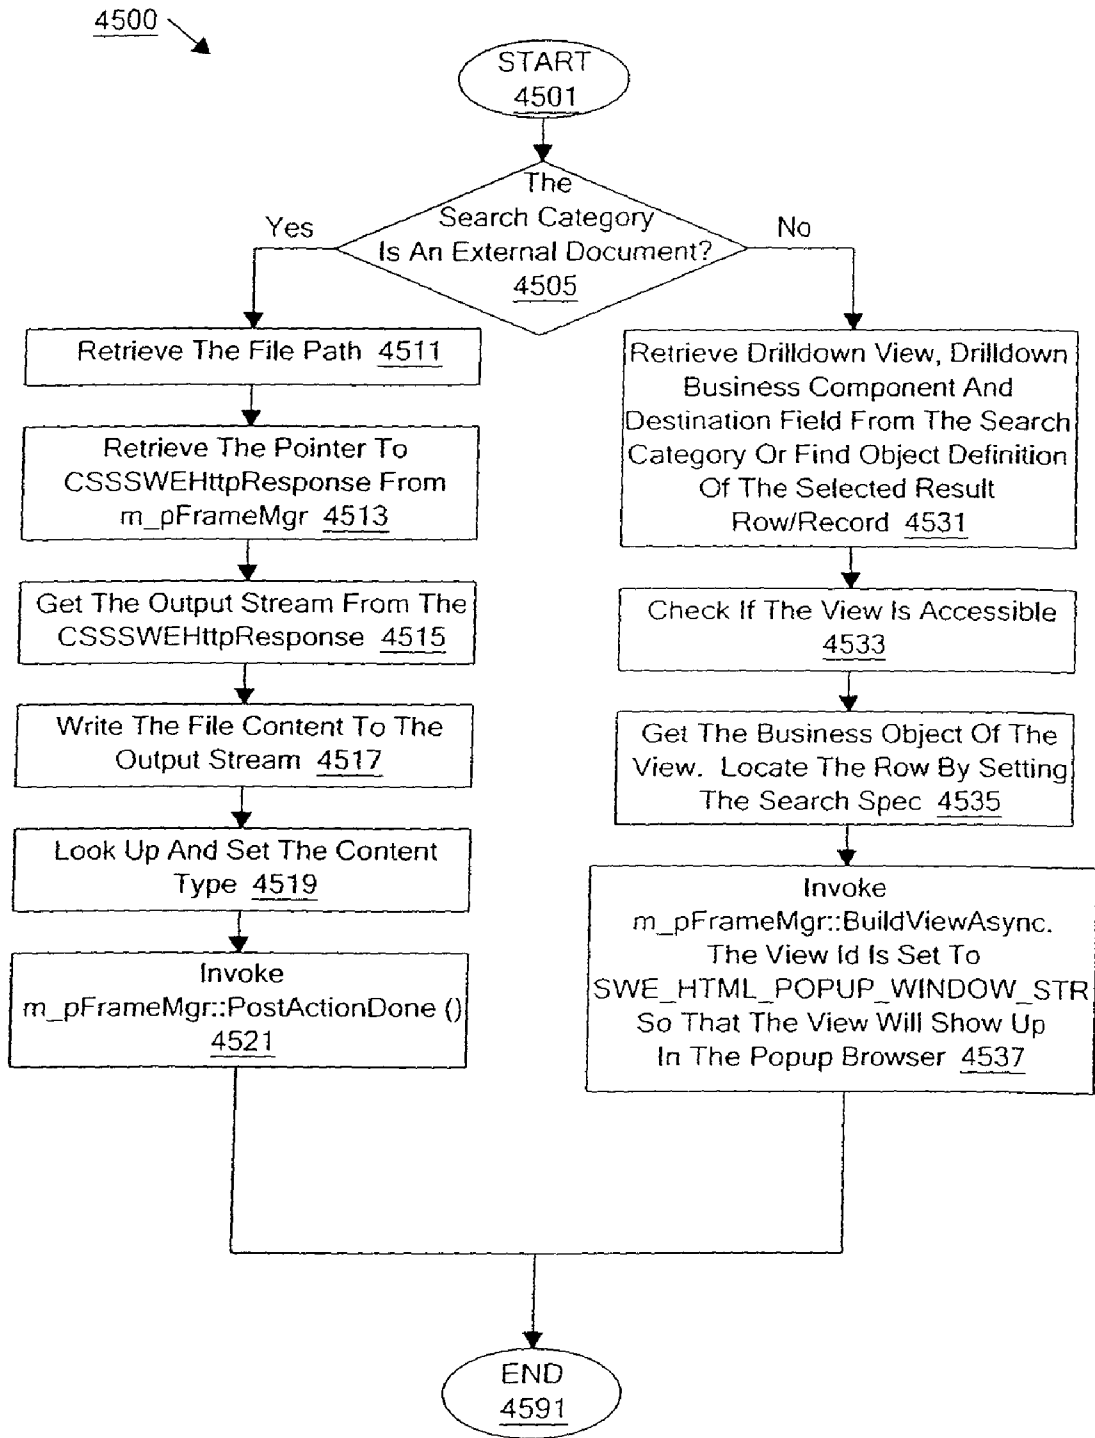 4500
START
4501
The
Search Category
Is An External Document?
4505
Yes
No
Retrieve The File Path 4511
Retrieve The Pointer To
CSSSWEHttpResponse From
m_pFrameMgr 4513
Get The Output Stream From The
CSSSWEHttpResponse 4515
Write The File Content To The
Output Stream 4517
Look Up And Set The Content
Type 4519
Invoke
m_pFrameMgr::PostActionDone ()
4521
Retrieve Drilldown View, Drilldown
Business Component And
Destination Field From The Search
Category Or Find Object Definition
Of The Selected Result
Row/Record 4531
Check If The View Is Accessible
4533
Get The Business Object Of The
View. Locate The Row By Setting
The Search Spec 4535
Invoke
m_pFrameMgr::BuildViewAsync.
The View Id Is Set To
SWE_HTML_POPUP_WINDOW_STR
So That The View Will Show Up
In The Popup Browser 4537
END
4591